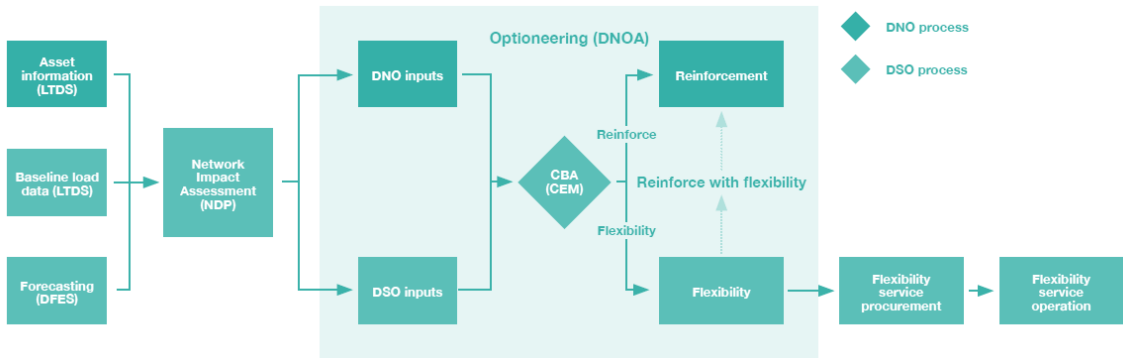 Optioneering (DNOA)
DNO process
DSO process
Asset
information
(LTDS)
Baseline load
data (LTDS)
Forecasting
(DFES)
Network
Impact
Assessment
(NDP)
DNO inputs
DSO inputs
CBA
(CEM)
Reinforce
Flexibility
Reinforcement
Reinforce with flexibility
Flexibility
Flexibility
service
procurement
Flexibility
service
operation